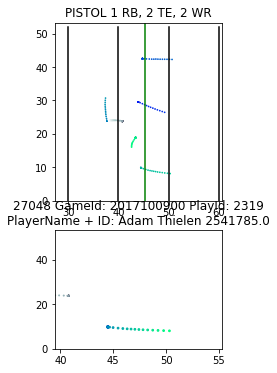 PISTOL 1 RB, 2 TE, 2 WR
50
40
30
20
10
0
30 40 50 60
27048 GameId: 2017100900 PlayId: 2319
PlayerName + ID: Adam Thielen 2541785.0
40
20
0
40 45 50 55